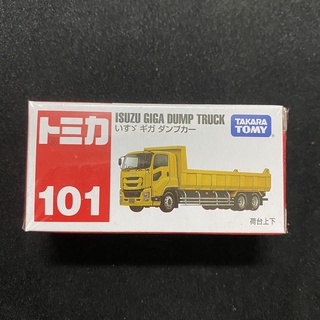 トミカ
101
ISUZU GIGA DUMP TRUCK
いすゞ ギガ ダンプカー
TAKARA
TOMY
荷台上下